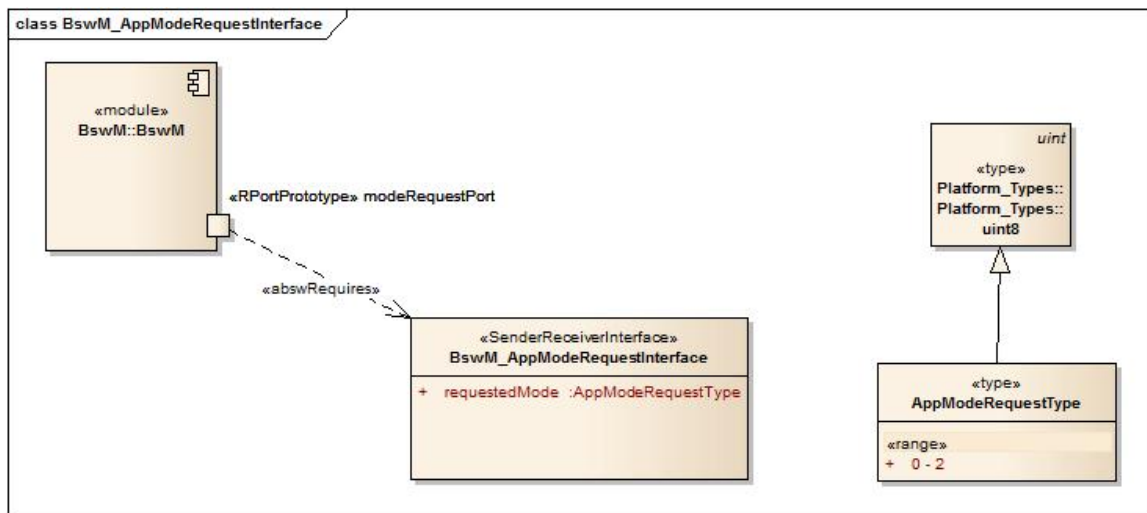 class BswM_AppModeRequestInterface
«module»
BswM::BswM
«RPortPrototype» modeRequestPort
«abswRequires»
«SenderReceiverInterface»
BswM_AppModeRequestInterface
+ requestedMode :AppModeRequestType
uint
«type»
Platform_Types::
Platform_Types::
uint8
«type»
AppModeRequestType
«range»
+ 0 - 2